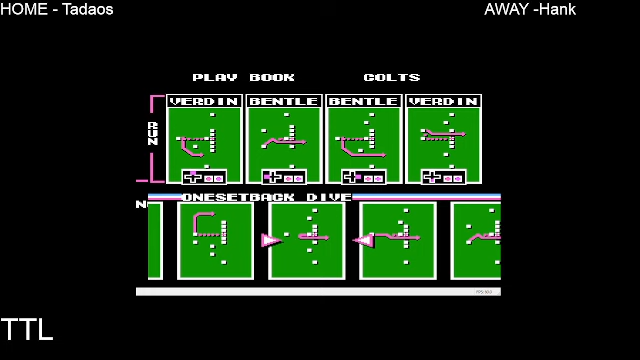 HOME - Tadaos
AWAY -Hank
PLAY BOOK
COLTS
VERDIN
BENTLE
BENTLE
VERDIN
RUN
ONESETBACK DIVE
TTL